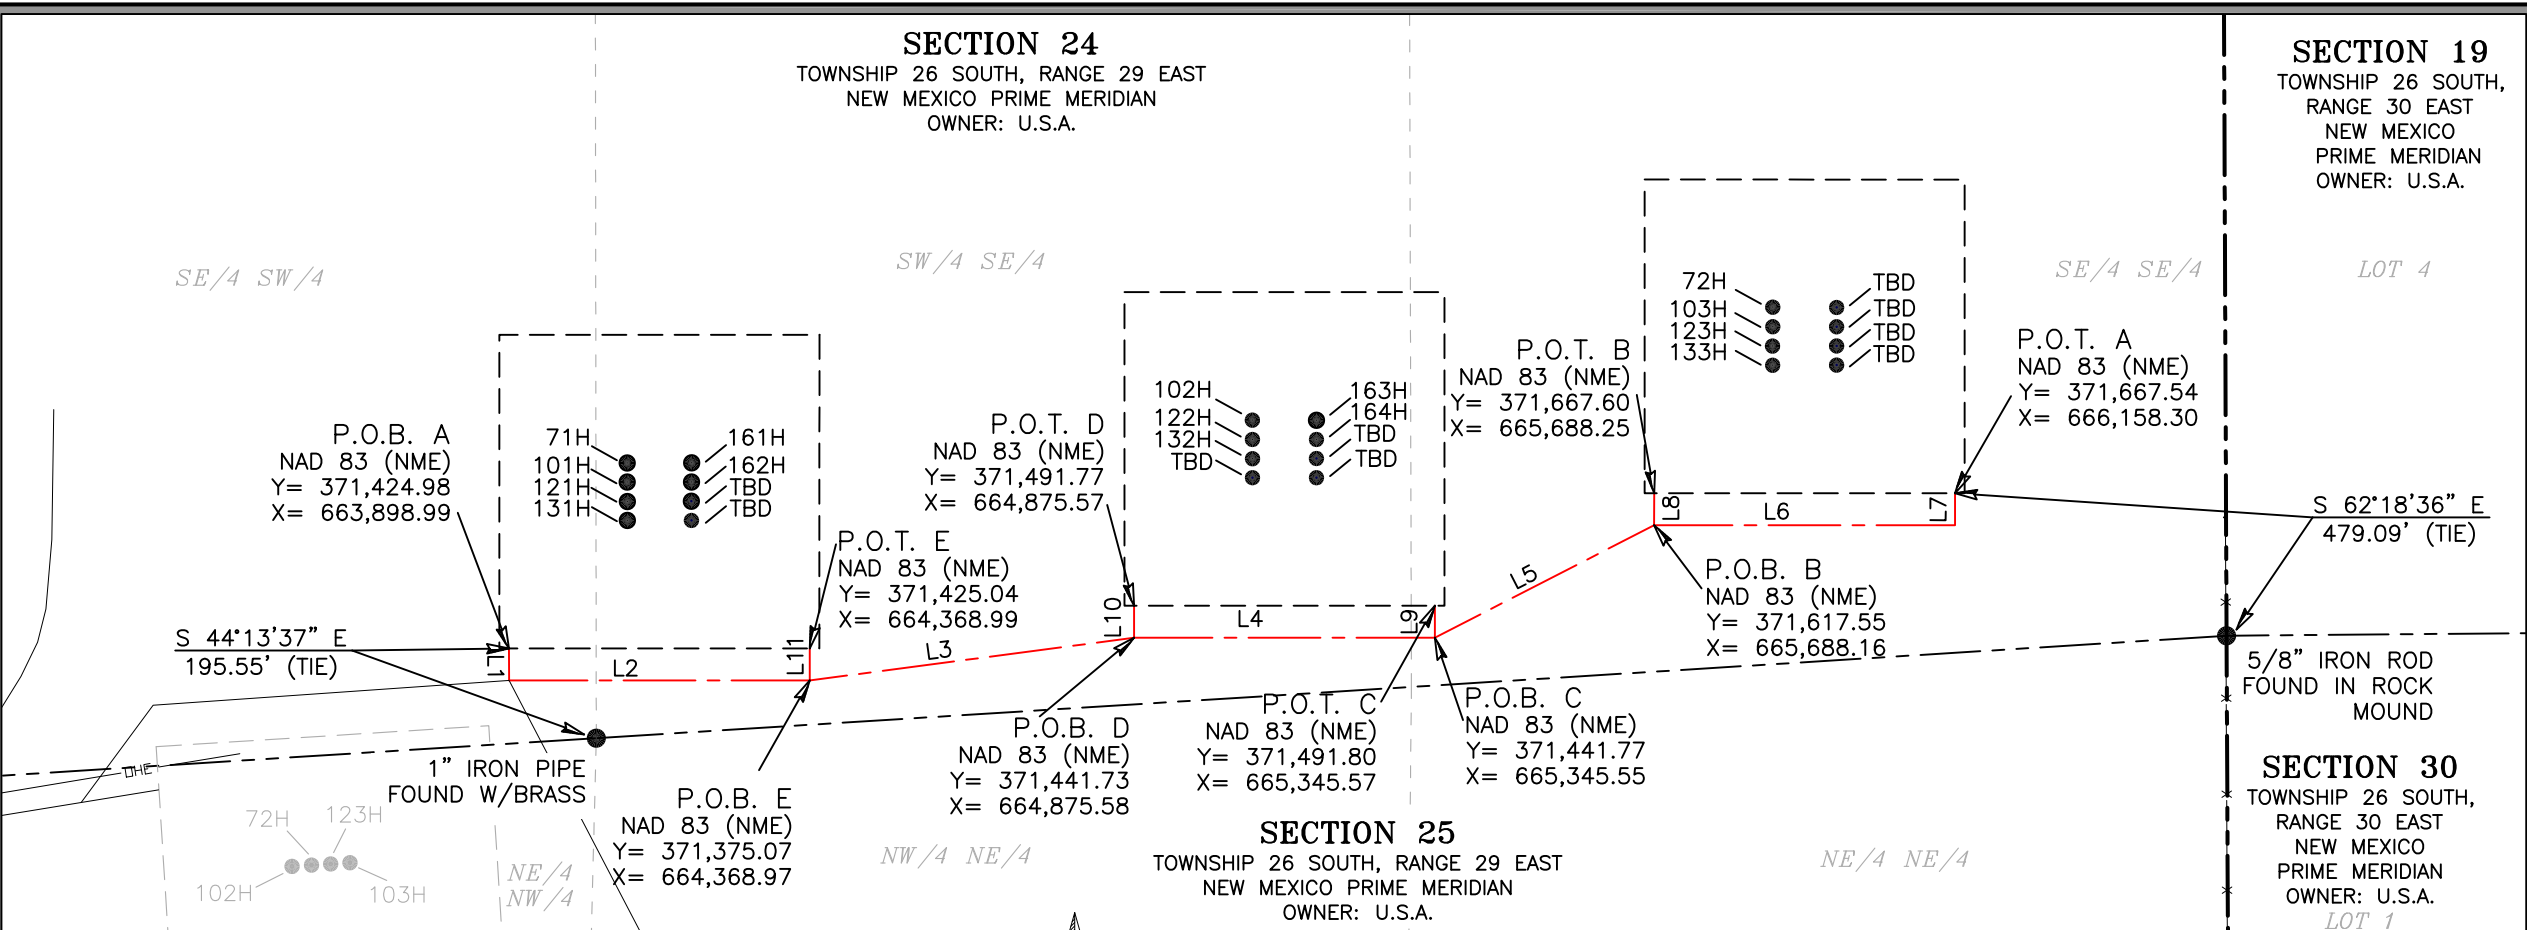 SECTION 24
TOWNSHIP 26 SOUTH, RANGE 29 EAST
NEW MEXICO PRIME MERIDIAN
OWNER: U.S.A.
SECTION 19
TOWNSHIP 26 SOUTH,
RANGE 30 EAST
NEW MEXICO
PRIME MERIDIAN
OWNER: U.S.A.
SE/4 SW/4
SW/4 SE/4
SE/4 SE/4
LOT 4
P.O.B. A
NAD 83 (NME)
Y= 371,424.98
X= 663,898.99
71H
101H
121H
131H
161H
162H
TBD
TBD
P.O.T. E
NAD 83 (NME)
Y= 371,425.04
X= 664,368.99
P.O.T. D
NAD 83 (NME)
Y= 371,491.77
X= 664,875.57
102H
122H
132H
TBD
163H
164H
TBD
TBD
P.O.T. B
NAD 83 (NME)
Y= 371,667.60
X= 665,688.25
72H
103H
123H
133H
TBD
TBD
TBD
TBD
P.O.T. A
NAD 83 (NME)
Y= 371,667.54
X= 666,158.30
S 44°13'37" E
195.55' (TIE)
L1
L2
L11
L3
L10
L4
L9
L5
L8
L6
L7
S 62°18'36" E
479.09' (TIE)
P.O.B. B
NAD 83 (NME)
Y= 371,617.55
X= 665,688.16
5/8" IRON ROD
FOUND IN ROCK
MOUND
OHE
1" IRON PIPE
FOUND W/BRASS
P.O.B. E
NAD 83 (NME)
Y= 371,375.07
X= 664,368.97
P.O.B. D
NAD 83 (NME)
Y= 371,441.73
X= 664,875.58
P.O.T. C
NAD 83 (NME)
Y= 371,491.80
X= 665,345.57
P.O.B. C
NAD 83 (NME)
Y= 371,441.77
X= 665,345.55
72H
123H
102H
103H
NE/4
NW/4
NW/4 NE/4
SECTION 25
TOWNSHIP 26 SOUTH, RANGE 29 EAST
NEW MEXICO PRIME MERIDIAN
OWNER: U.S.A.
NE/4 NE/4
SECTION 30
TOWNSHIP 26 SOUTH,
RANGE 30 EAST
NEW MEXICO
PRIME MERIDIAN
OWNER: U.S.A.
LOT 1